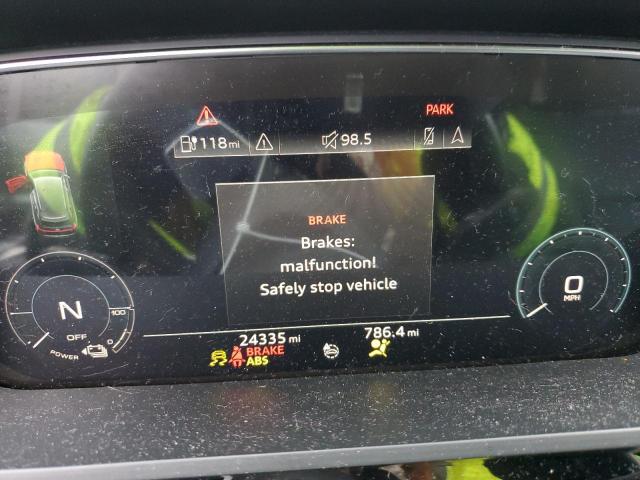 PARK
118 mi
98.5
BRAKE
Brakes:
malfunction!
Safely stop vehicle
N
OFF
POWER
100
0
0
MPH
24335 mi
786.4 mi
BRAKE
ABS